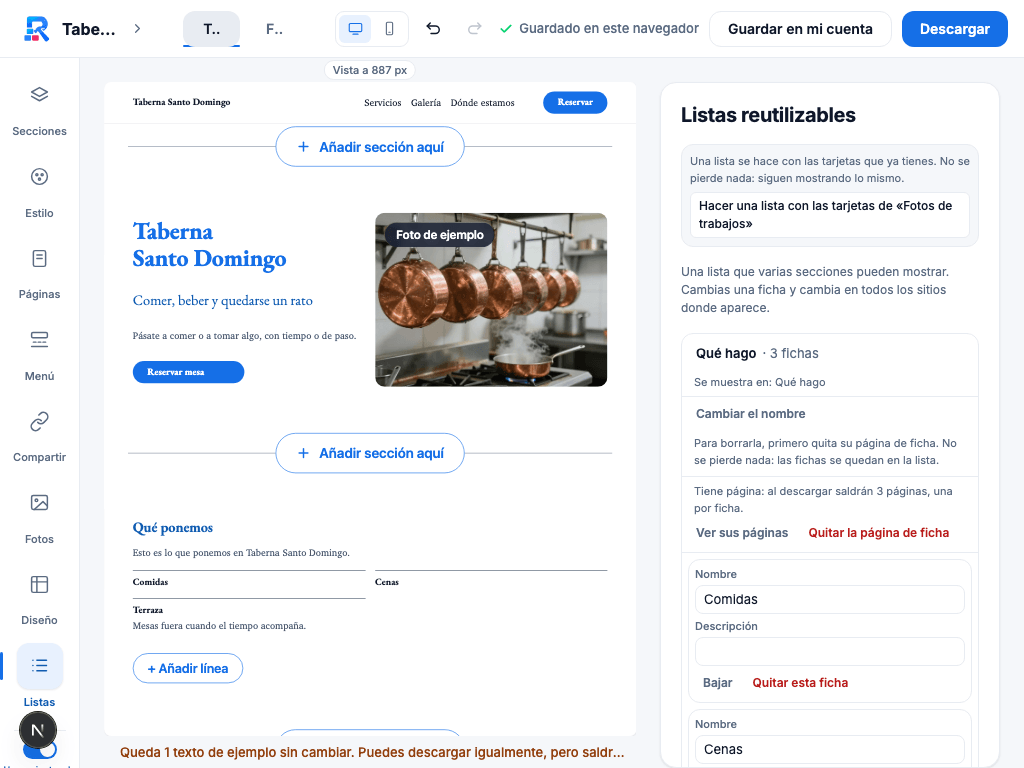 Tabe...
T..
F..
Guardado en este navegador
Guardar en mi cuenta
Descargar
Vista a 887 px
Secciones
Estilo
Páginas
Menú
Compartir
Fotos
Diseño
Listas
N
Taberna Santo Domingo
Servicios
Galería
Dónde estamos
Reservar
+ Añadir sección aquí
Taberna
Santo Domingo
Comer, beber y quedarse un rato
Pásate a comer o a tomar algo, con tiempo o de paso.
Reservar mesa
Foto de ejemplo
+ Añadir sección aquí
Qué ponemos
Esto es lo que ponemos en Taberna Santo Domingo.
Comidas
Cenas
Terraza
Mesas fuera cuando el tiempo acompaña.
+ Añadir línea
Queda 1 texto de ejemplo sin cambiar. Puedes descargar igualmente, pero saldr...
Listas reutilizables
Una lista se hace con las tarjetas que ya tienes. No se
pierde nada: siguen mostrando lo mismo.
Hacer una lista con las tarjetas de «Fotos de
trabajos»
Una lista que varias secciones pueden mostrar.
Cambias una ficha y cambia en todos los sitios
donde aparece.
Qué hago · 3 fichas
Se muestra en: Qué hago
Cambiar el nombre
Para borrarla, primero quita su página de ficha. No
se pierde nada: las fichas se quedan en la lista.
Tiene página: al descargar saldrán 3 páginas, una
por ficha.
Ver sus páginas
Quitar la página de ficha
Nombre
Comidas
Descripción
Bajar
Quitar esta ficha
Nombre
Cenas